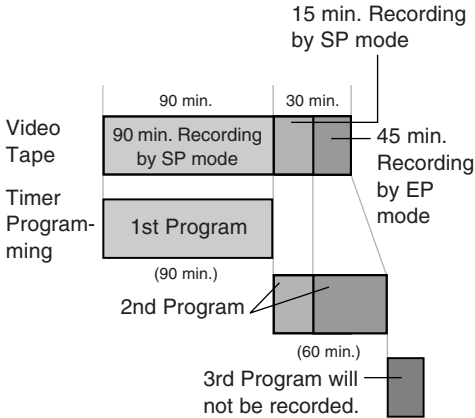 15 min. Recording
by SP mode
90 min.
30 min.
Video
Tape
90 min. Recording
by SP mode
45 min.
Recording
by EP
mode
Timer
Program-
ming
1st Program
(90 min.)
2nd Program
(60 min.)
3rd Program will
not be recorded.